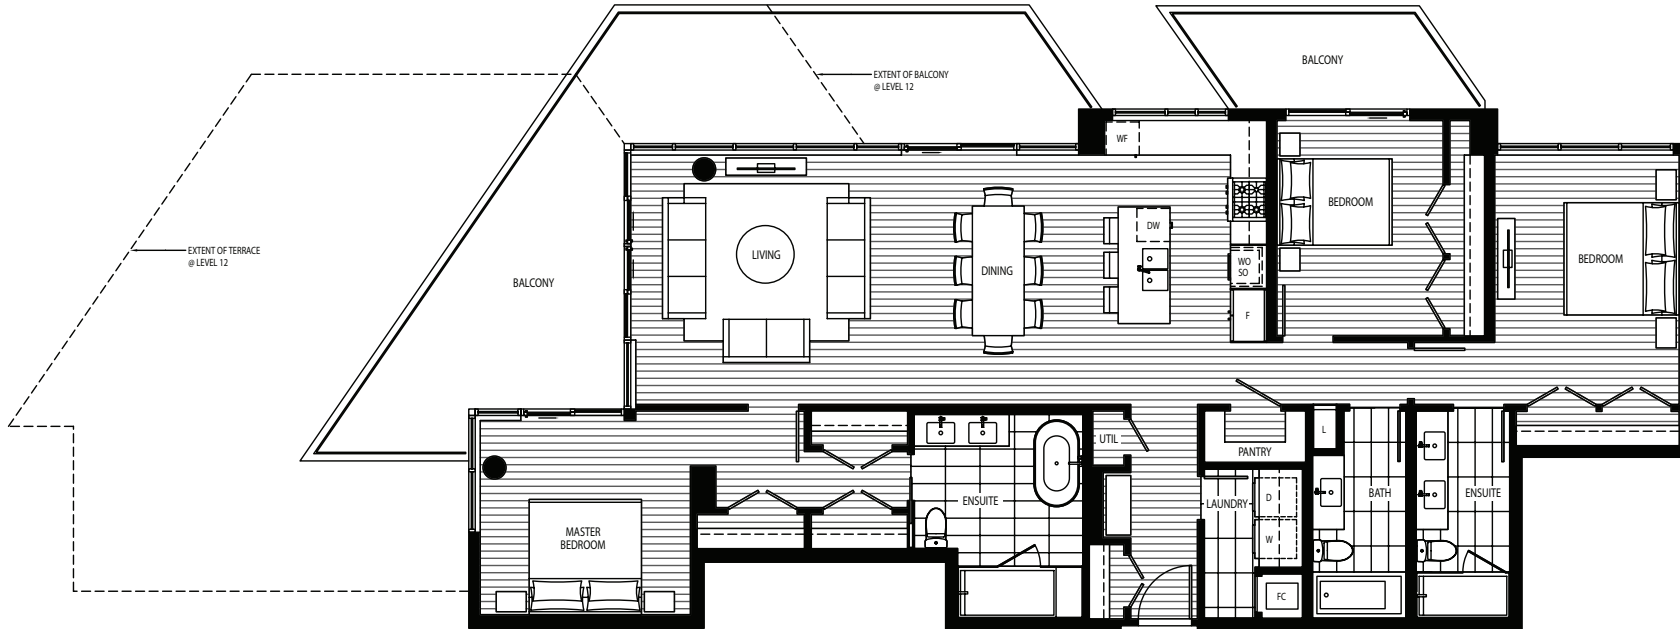 BALCONY
EXTENT OF BALCONY
@ LEVEL 12
WF
EXTENT OF TERRACE
@ LEVEL 12
BALCONY
LIVING
DINING
DW
WO
SO
F
BEDROOM
BEDROOM
MASTER
BEDROOM
ENSUITE
UTIL
PANTRY
L
LAUNDRY
D
W
FC
BATH
ENSUITE